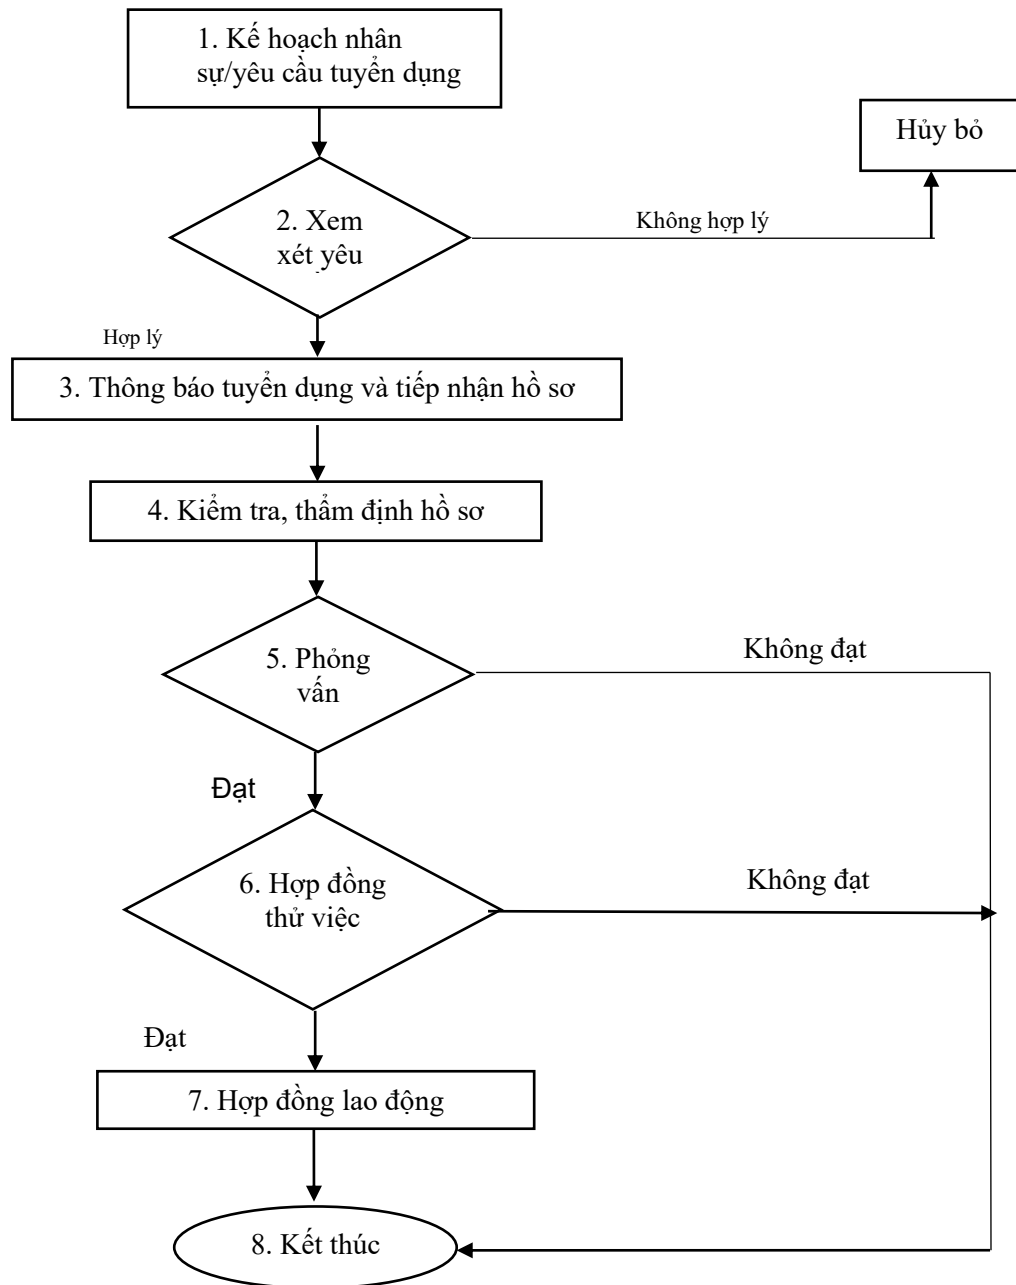 1. Kế hoạch nhân
sự/yêu cầu tuyển dụng
Hủy bỏ
2. Xem
xét yêu
Không hợp lý
Hợp lý
3. Thông báo tuyển dụng và tiếp nhận hồ sơ
4. Kiểm tra, thẩm định hồ sơ
5. Phỏng
vấn
Không đạt
Đạt
6. Hợp đồng
thử việc
Không đạt
Đạt
7. Hợp đồng lao động
8. Kết thúc